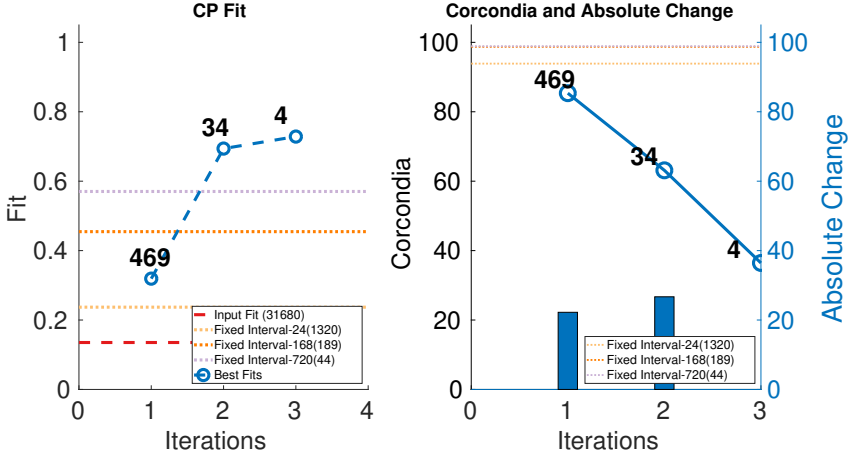 CP Fit
1
0.8
0.6
0.4
0.2
0
Fit
469
34
4
Input Fit (31680)
Fixed Interval-24(1320)
Fixed Interval-168(189)
Fixed Interval-720(44)
Best Fits
0 1 2 3 4
Iterations
Corcondia and Absolute Change
100
80
60
40
20
0
Corcondia
469
34
4
Fixed Interval-24(1320)
Fixed Interval-168(189)
Fixed Interval-720(44)
100
80
60
40
20
0
Absolute Change
0 1 2 3
Iterations